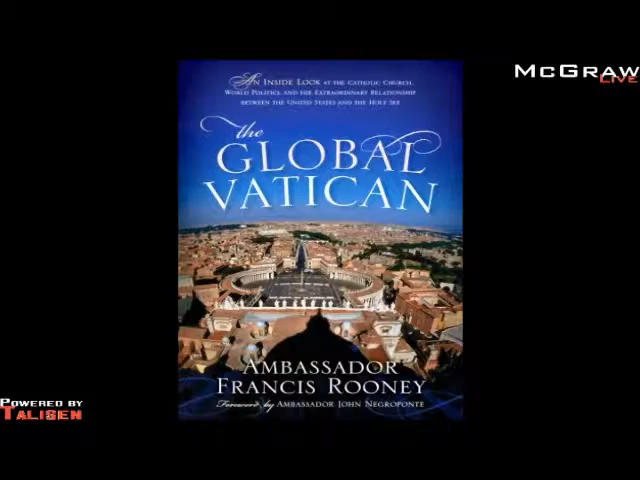 McGraw
Live
An Inside Look at the Catholic Church,
World Politics, and the Extraordinary Relationship
between the United States and the Holy See
the
Global
Vatican
Ambassador
Francis Rooney
Foreword by Ambassador John Negroponte
Powered by
Talisen